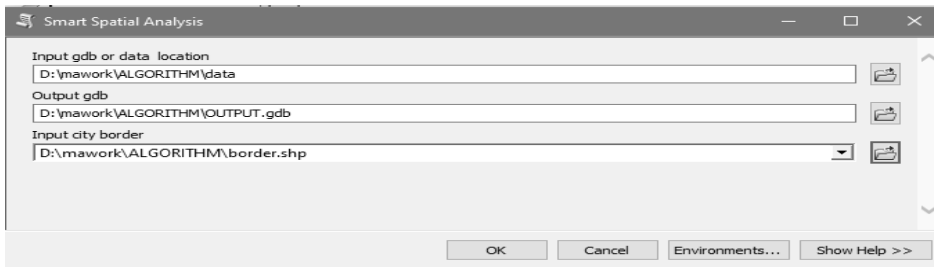 Smart Spatial Analysis
Input gdb or data location
D:\mawork\ALGORITHM\data
Output gdb
D:\mawork\ALGORITHM\OUTPUT.gdb
Input city border
D:\mawork\ALGORITHM\border.shp
OK Cancel Environments... Show Help >>